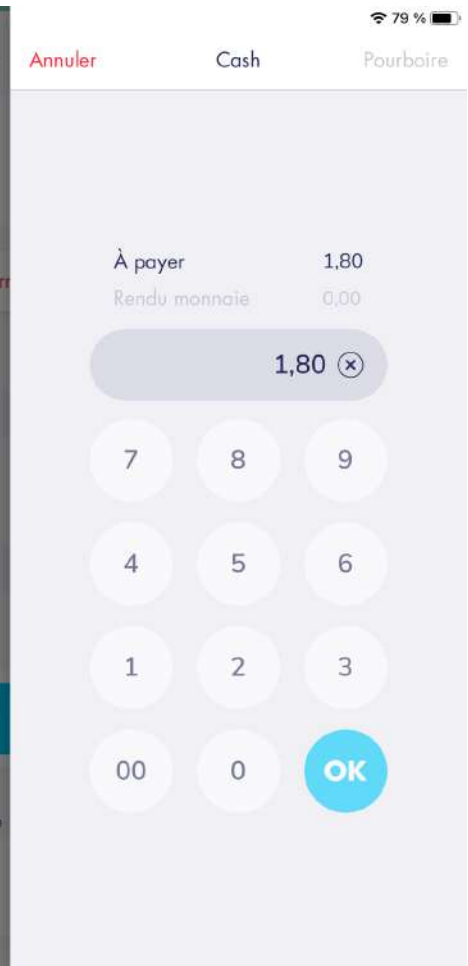 79 %
Annuler Cash Pourboire
À payer 1,80
Rendu monnaie 0,00
1,80
7 8 9
4 5 6
1 2 3
00 0 OK